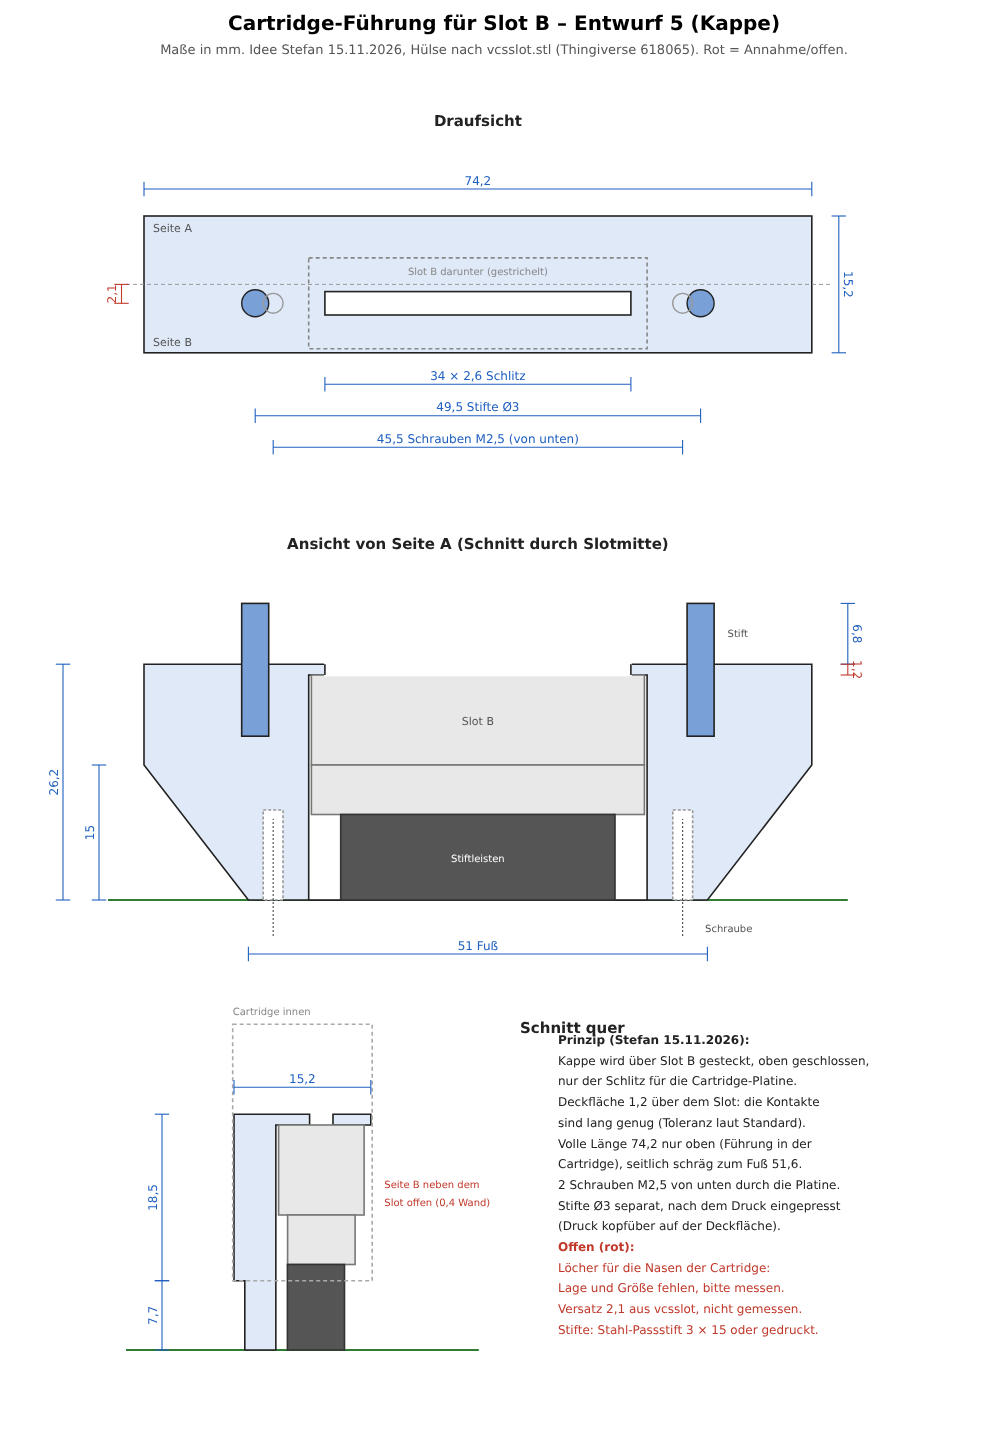 Cartridge-Führung für Slot B – Entwurf 5 (Kappe)
Maße in mm. Idee Stefan 15.11.2026, Hülse nach vcsslot.stl (Thingiverse 618065). Rot = Annahme/offen.
Draufsicht
74,2
Seite A
Slot B darunter (gestrichelt)
2,1
15,2
Seite B
34 × 2,6 Schlitz
49,5 Stifte Ø3
45,5 Schrauben M2,5 (von unten)
Ansicht von Seite A (Schnitt durch Slotmitte)
Stift
6,8
1,2
Slot B
26,2
15
Stiftleisten
Schraube
51 Fuß
Cartridge innen
Schnitt quer
15,2
18,5
7,7
Seite B neben dem
Slot offen (0,4 Wand)
Prinzip (Stefan 15.11.2026):
Kappe wird über Slot B gesteckt, oben geschlossen,
nur der Schlitz für die Cartridge-Platine.
Deckfläche 1,2 über dem Slot: die Kontakte
sind lang genug (Toleranz laut Standard).
Volle Länge 74,2 nur oben (Führung in der
Cartridge), seitlich schräg zum Fuß 51,6.
2 Schrauben M2,5 von unten durch die Platine.
Stifte Ø3 separat, nach dem Druck eingepresst
(Druck kopfüber auf der Deckfläche).
Offen (rot):
Löcher für die Nasen der Cartridge:
Lage und Größe fehlen, bitte messen.
Versatz 2,1 aus vcsslot, nicht gemessen.
Stifte: Stahl-Passstift 3 × 15 oder gedruckt.